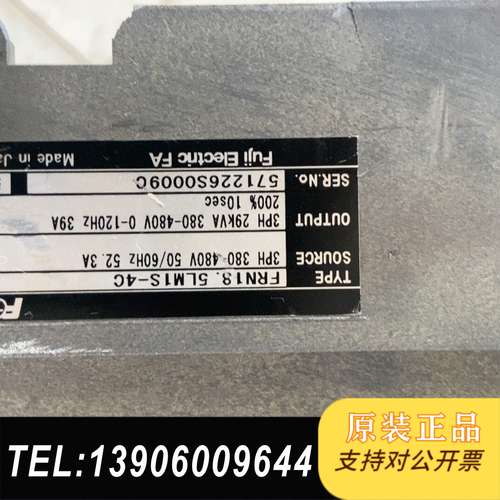 TYPE FRN18.5LM1S-4C
SOURCE 3PH 380-480V 50/60Hz 52.3A
OUTPUT 3PH 29KVA 380-480V 0-120Hz 39A
200% 10sec
SER.No. 571226S0009C
Fuji Electric FA Made in
TEL:13906009644
原装正品
支持对公开票